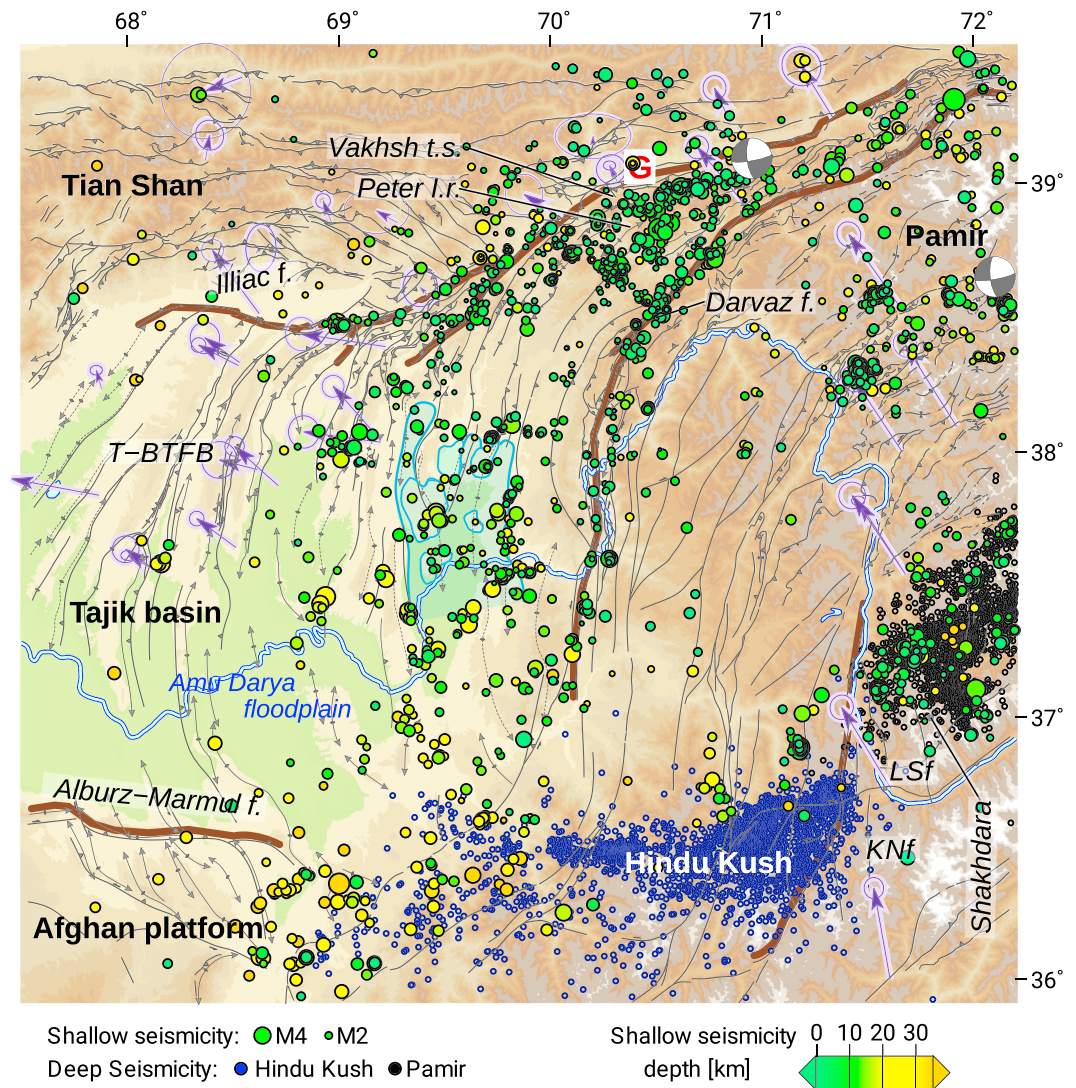 68° 69° 70° 71° 72°
Vakhsh t.s.
G
Peter I.r.
39°
Tian Shan
Pamir
Illiac f.
Darvaz f.
38°
T–BTFB
Tajik basin
Amu Darya
floodplain
37°
LSf
Alburz–Marmul f.
KNf
Hindu Kush
Shakhdara
Afghan platform
36°
Shallow seismicity: M4 M2
Deep Seismicity: Hindu Kush Pamir
Shallow seismicity
depth [km]
0 10 20 30